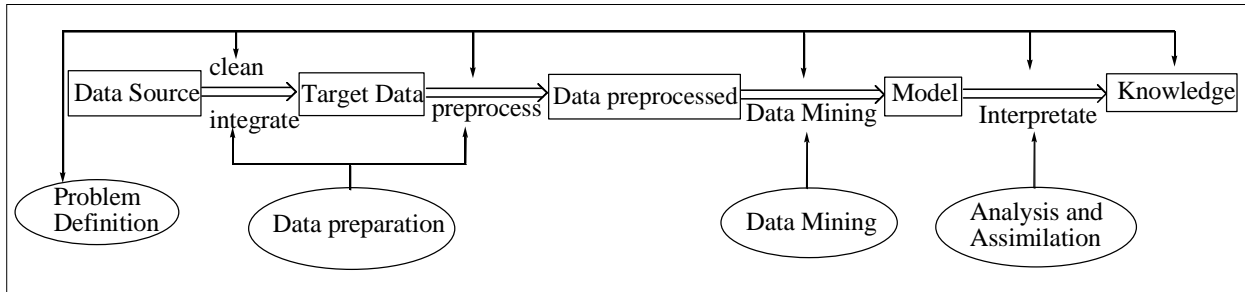 clean
Data Source
Target Data
Data preprocessed
Model
Knowledge
integrate
preprocess
Data Mining
Interpretate
Problem
Definition
Data preparation
Data Mining
Analysis and
Assimilation